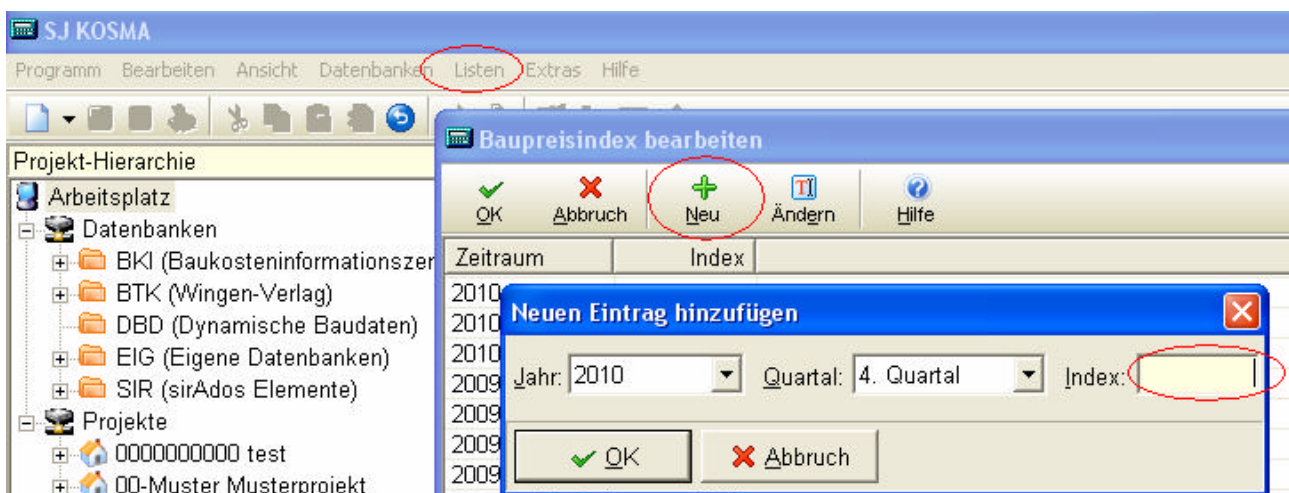 SJ KOSMA
Programm Bearbeiten Ansicht Datenbanken Listen Extras Hilfe
Projekt-Hierarchie
Arbeitsplatz
Datenbanken
BKI (Baukosteninformationszer
BTK (Wingen-Verlag)
DBD (Dynamische Baudaten)
EIG (Eigene Datenbanken)
SIR (sirAdos Elemente)
Projekte
0000000000 test
00-Muster Musterprojekt
Baupreisindex bearbeiten
OK Abbruch Neu Ändern Hilfe
Zeitraum Index
2010
2010
2010
2009
2009
2009
2009
2009
Neuen Eintrag hinzufügen
Jahr: 2010 Quartal: 4. Quartal Index:
OK Abbruch